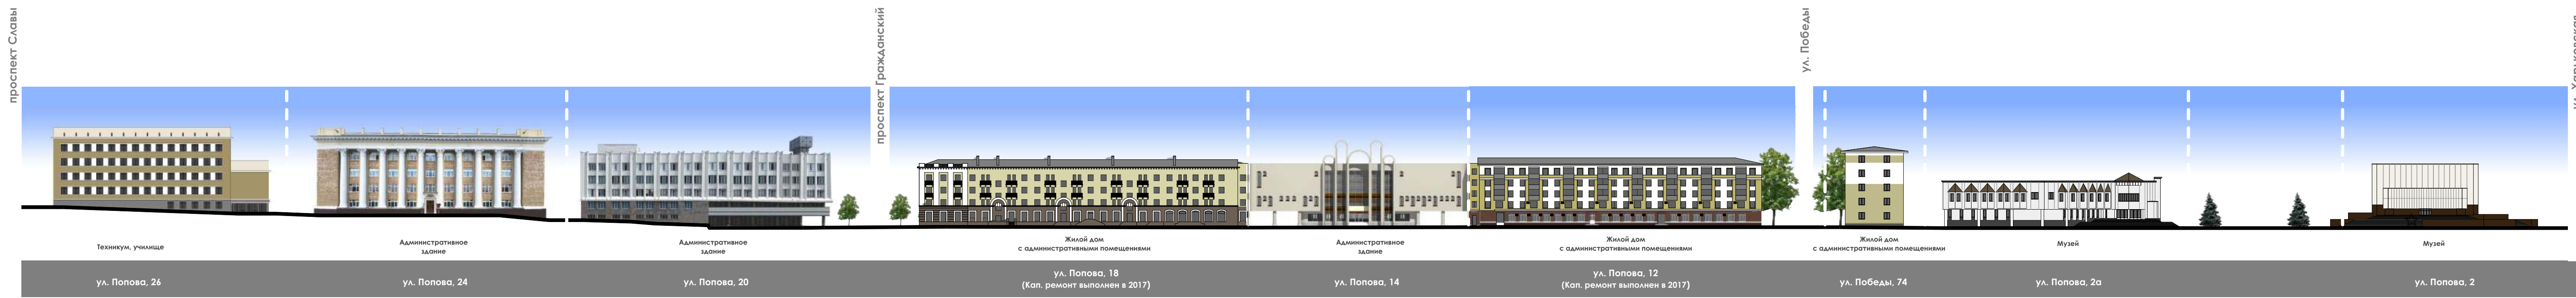 проспект Славы
проспект Гражданский
ул. Победы
ул. Харьковская
Техникум, училище
Административное
здание
Административное
здание
Жилой дом
с административными помещениями
Административное
здание
Жилой дом
с административными помещениями
Жилой дом
с административными помещениями
Музей
Музей
ул. Попова, 26
ул. Попова, 24
ул. Попова, 20
ул. Попова, 18
(Кап. ремонт выполнен в 2017)
ул. Попова, 14
ул. Попова, 12
(Кап. ремонт выполнен в 2017)
ул. Победы, 74
ул. Попова, 2а
ул. Попова, 2